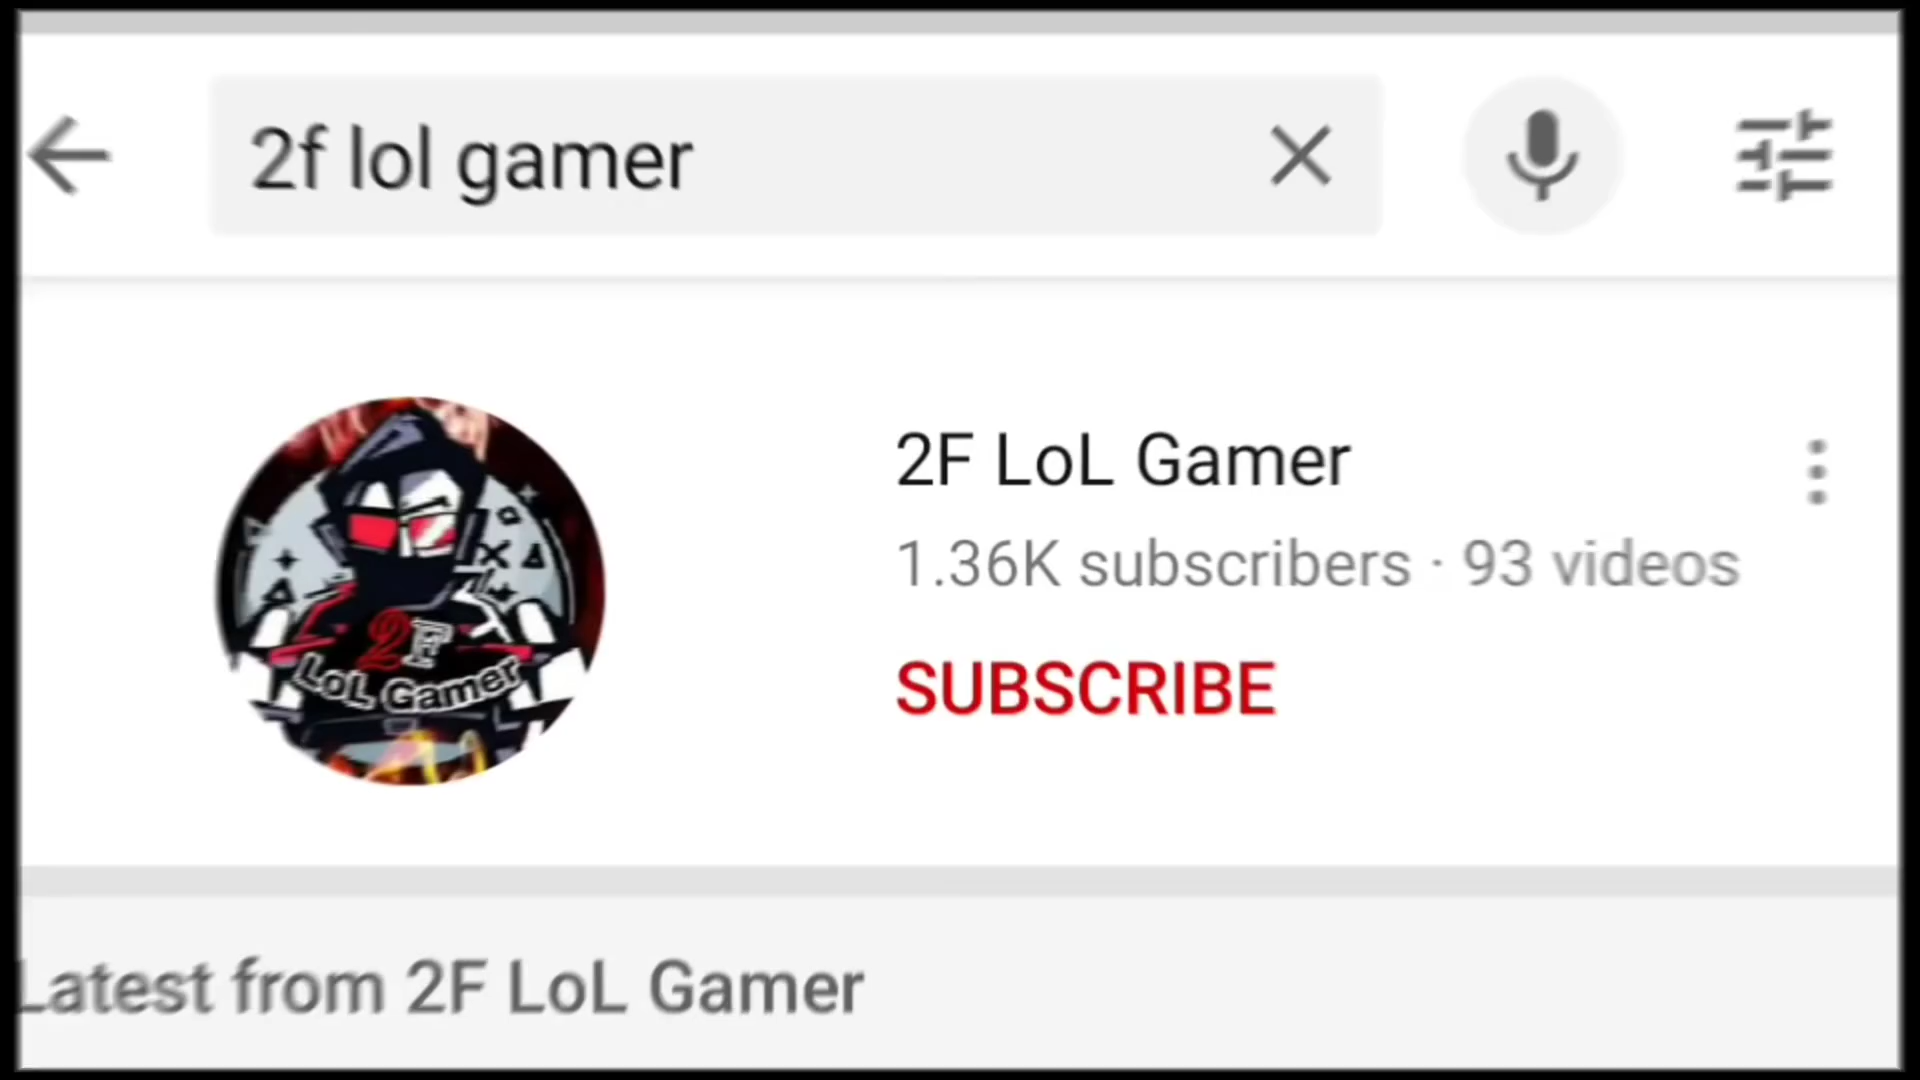 2f lol gamer
2F LoL Gamer
1.36K subscribers · 93 videos
SUBSCRIBE
2F
LoL Gamer
Latest from 2F LoL Gamer